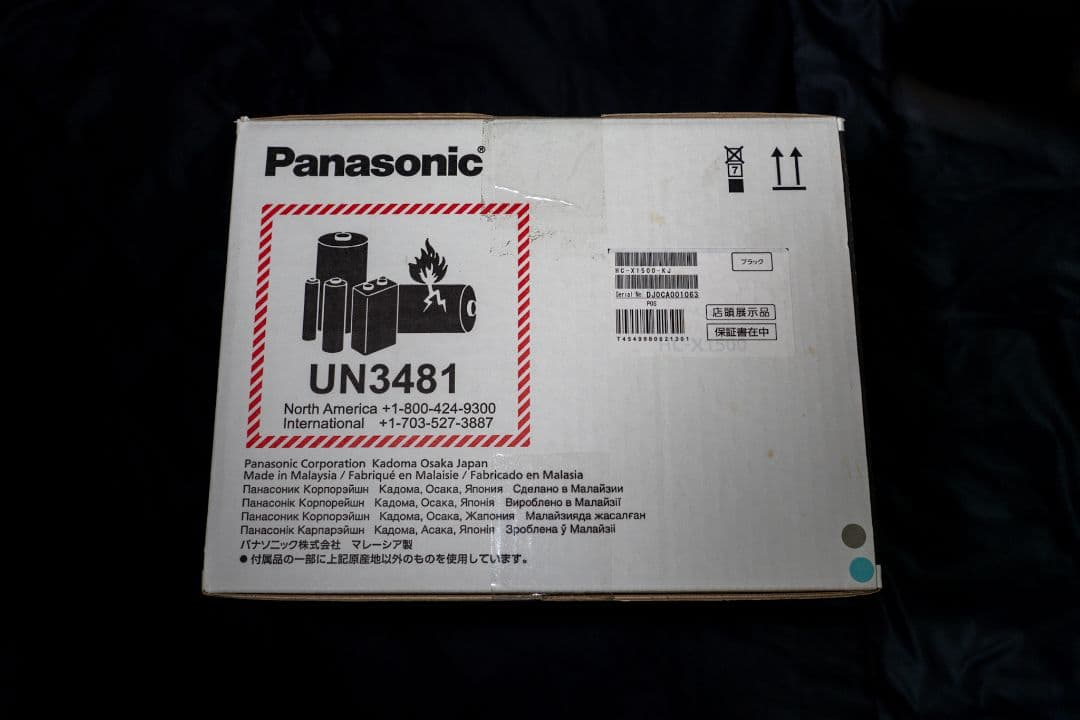 Panasonic®
7
UN3481
North America +1-800-424-9300
International +1-703-527-3887
HC-X1500-KJ
ブラック
Serial No. DJ0CA001063
POS
店頭展示品
保証書在中
T4549980621301
HC-X1500
Panasonic Corporation Kadoma Osaka Japan
Made in Malaysia / Fabriqué en Malaisie / Fabricado en Malasia
Панасоник Корпорэйшн Кадома, Осака, Япония Сделано в Малайзии
Панасонік Корпорейшн Кадома, Осака, Японія Вироблено в Малайзії
Панасоник Корпорэйшн Кадома, Осака, Жапония Малайзияда жасалған
Панасонік Карпарэйшн Кадома, Асака, Японія Зроблена ў Малайзіі
パナソニック株式会社 マレーシア製
●付属品の一部に上記原産地以外のものを使用しています。